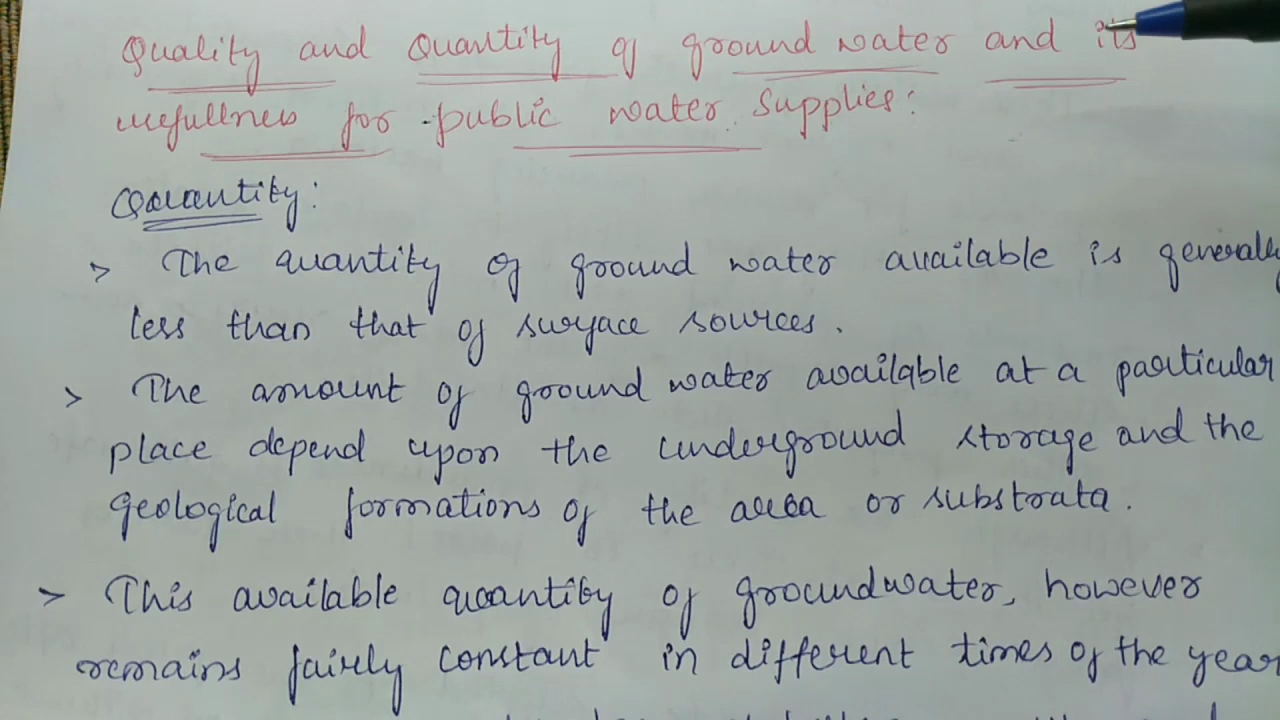 Quality and Quantity of ground water and its
usefullness for public water supplies:
Quantity:
> The quantity of ground water available is generally
less than that of surface sources.
> The amount of ground water available at a particular
place depend upon the underground storage and the
geological formations of the area or substrata.
> This available quantity of groundwater, however
remains fairly constant in different times of the year